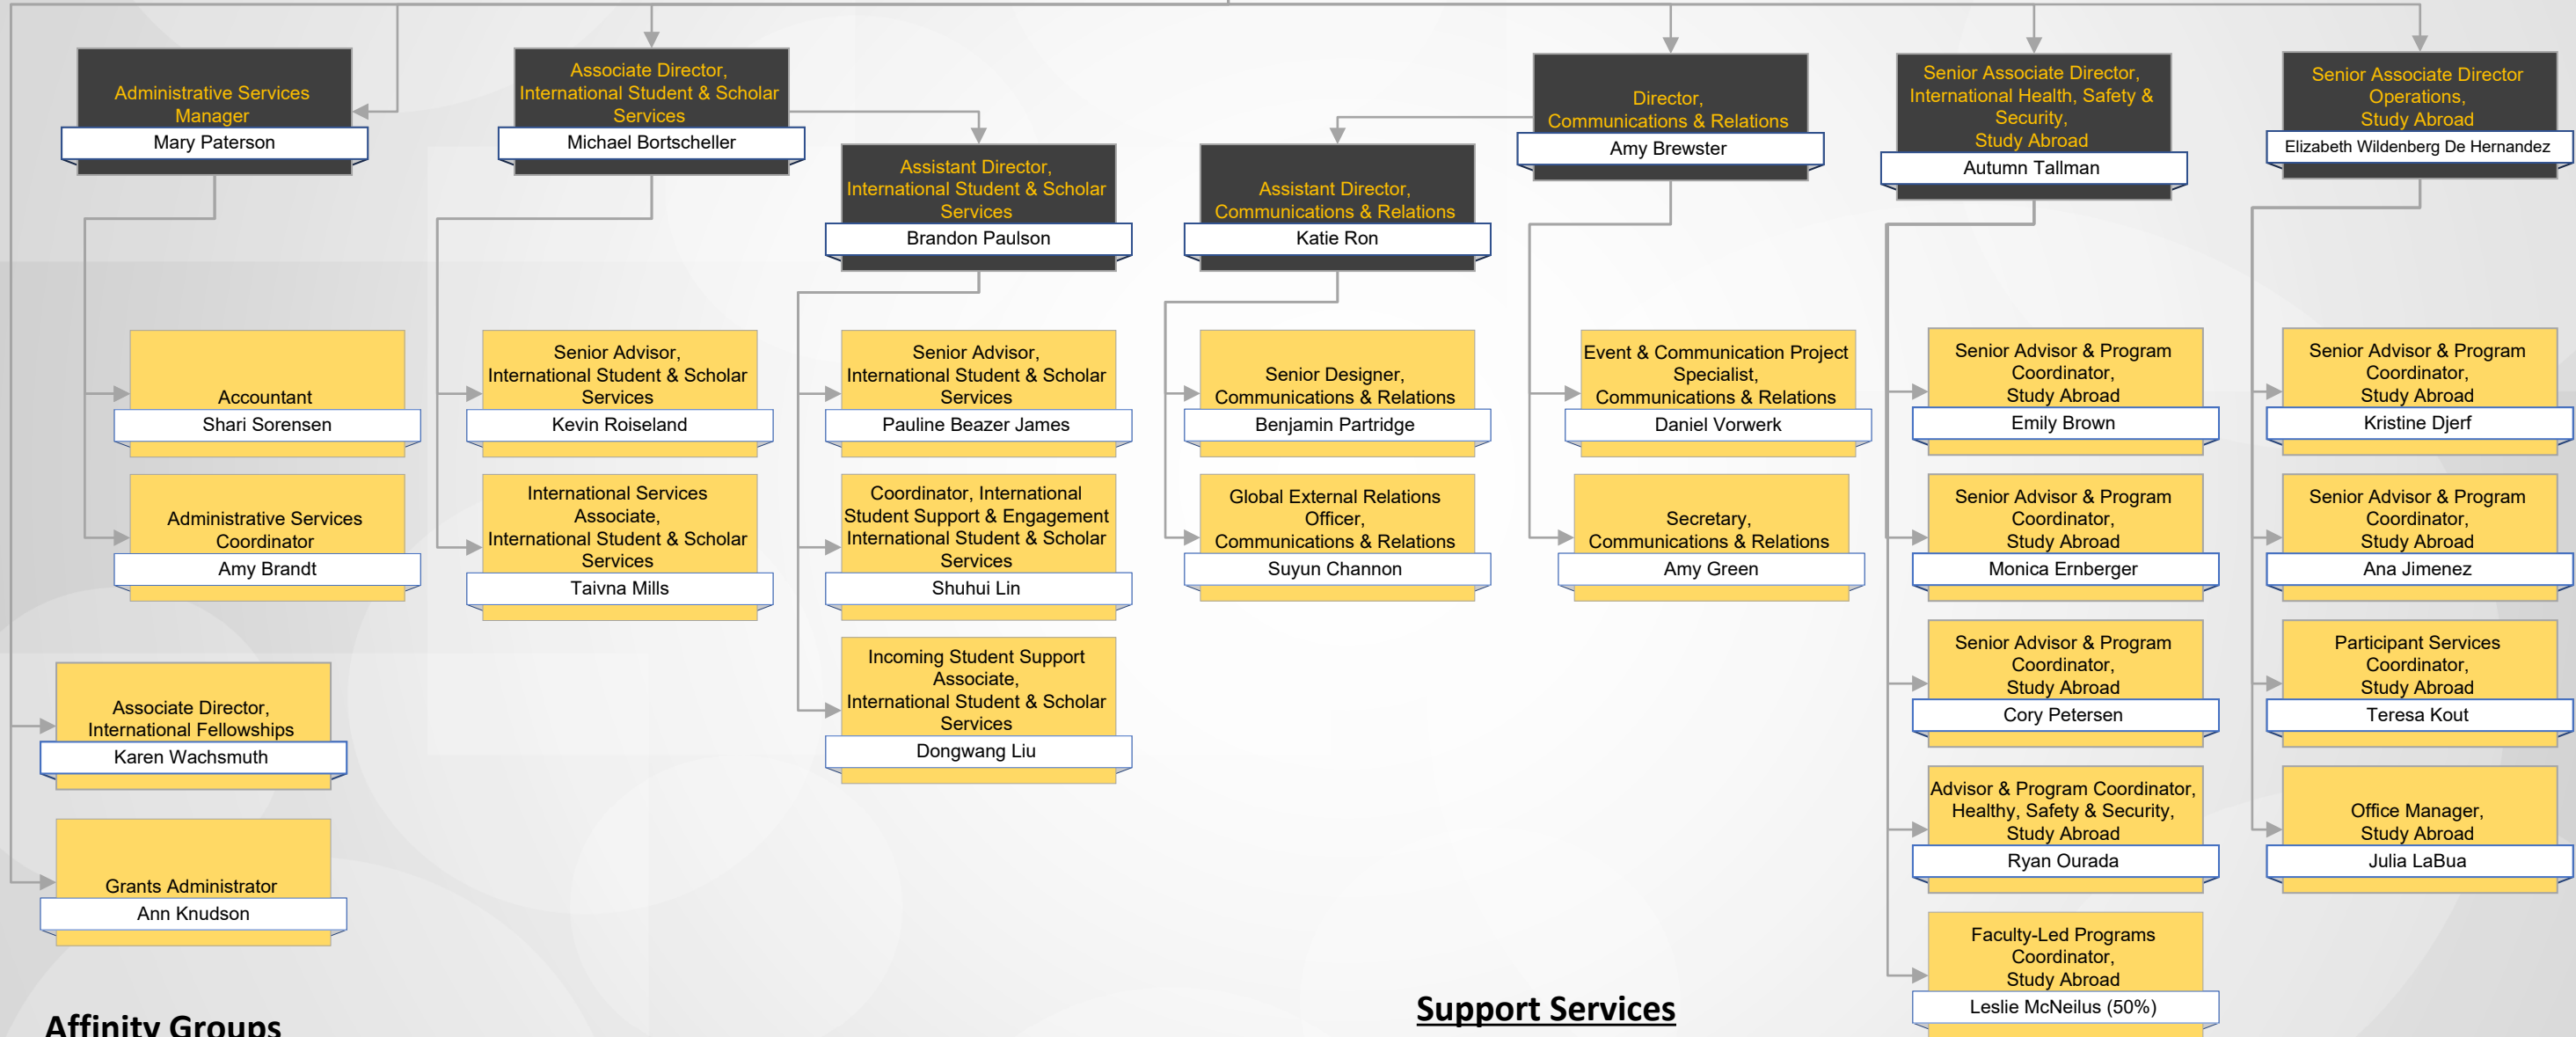 Administrative Services
Manager
Mary Paterson
Associate Director,
International Student & Scholar
Services
Michael Bortscheller
Assistant Director,
International Student & Scholar
Services
Brandon Paulson
Assistant Director,
Communications & Relations
Katie Ron
Director,
Communications & Relations
Amy Brewster
Senior Associate Director,
International Health, Safety &
Security,
Study Abroad
Autumn Tallman
Senior Associate Director
Operations,
Study Abroad
Elizabeth Wildenberg De Hernandez
Accountant
Shari Sorensen
Administrative Services
Coordinator
Amy Brandt
Associate Director,
International Fellowships
Karen Wachsmuth
Grants Administrator
Ann Knudson
Senior Advisor,
International Student & Scholar
Services
Kevin Roiseland
International Services
Associate,
International Student & Scholar
Services
Taivna Mills
Senior Advisor,
International Student & Scholar
Services
Pauline Beazer James
Coordinator, International
Student Support & Engagement
International Student & Scholar
Services
Shuhui Lin
Incoming Student Support
Associate,
International Student & Scholar
Services
Dongwang Liu
Senior Designer,
Communications & Relations
Benjamin Partridge
Global External Relations
Officer,
Communications & Relations
Suyun Channon
Event & Communication Project
Specialist,
Communications & Relations
Daniel Vorwerk
Secretary,
Communications & Relations
Amy Green
Senior Advisor & Program
Coordinator,
Study Abroad
Emily Brown
Senior Advisor & Program
Coordinator,
Study Abroad
Monica Ernberger
Senior Advisor & Program
Coordinator,
Study Abroad
Cory Petersen
Advisor & Program Coordinator,
Healthy, Safety & Security,
Study Abroad
Ryan Ourada
Faculty-Led Programs
Coordinator,
Study Abroad
Leslie McNeilus (50%)
Senior Advisor & Program
Coordinator,
Study Abroad
Kristine Djerf
Senior Advisor & Program
Coordinator,
Study Abroad
Ana Jimenez
Participant Services
Coordinator,
Study Abroad
Teresa Kout
Office Manager,
Study Abroad
Julia LaBua
Affinity Groups
Support Services